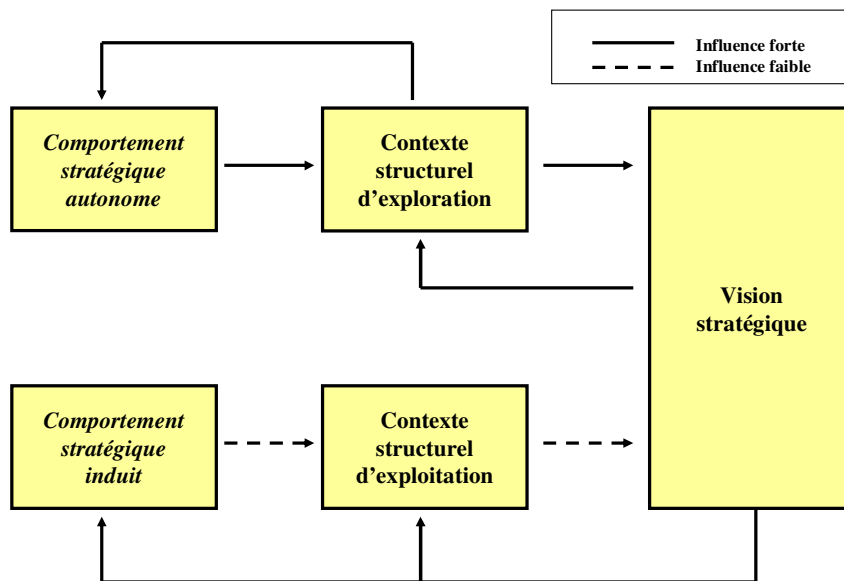 Influence forte
Influence faible
Comportement
stratégique
autonome
Contexte
structurel
d’exploration
Vision
stratégique
Comportement
stratégique
induit
Contexte
structurel
d’exploitation